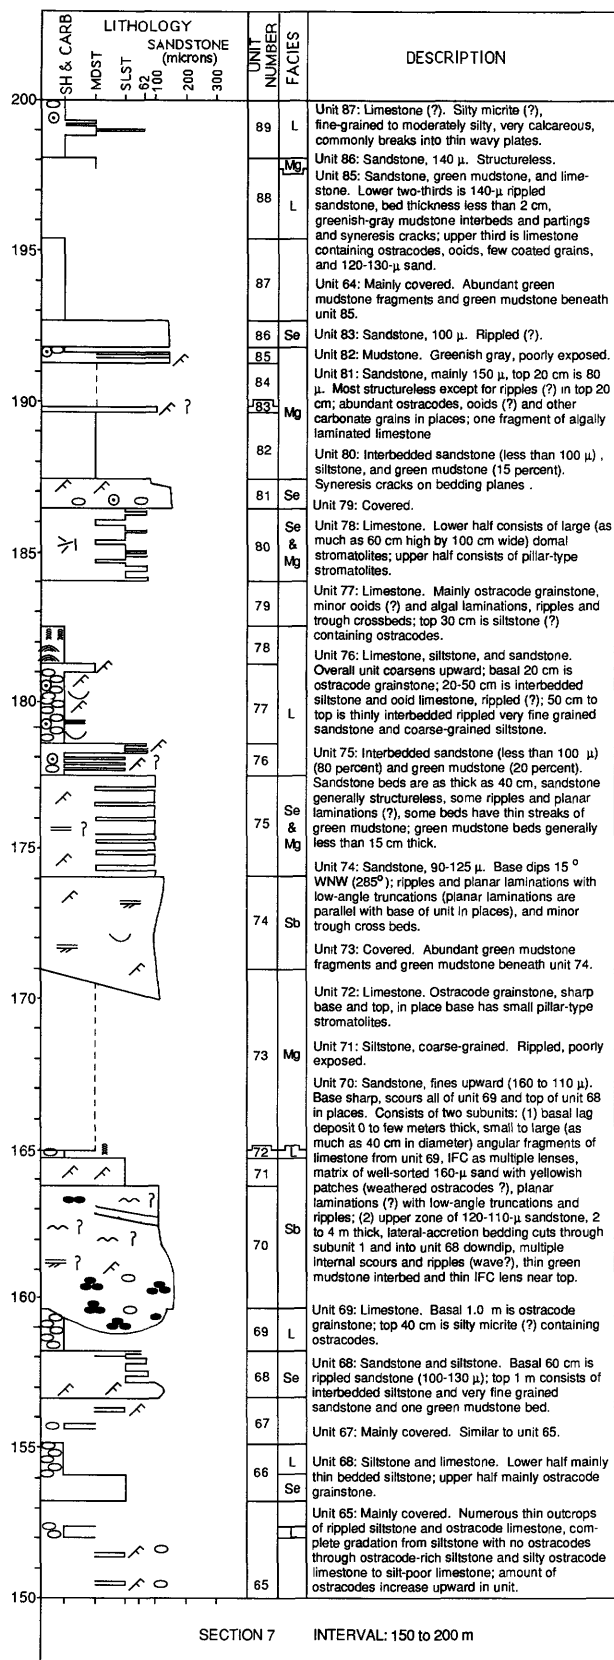 LITHOLOGY
SH & CARB
MDST
SLST
SANDSTONE
(microns)
62
100
200
300
UNIT
NUMBER
FACIES
DESCRIPTION
200
195
190
185
180
175
170
165
160
155
150
89 L
Mg
88 L
87
86 Se
85
84
83 Mg
82
81 Se
80 Se & Mg
79
78
77 L
76
75 Se & Mg
74 Sb
73 Mg
72 L
71
70 Sb
69 L
68 Se
67
66 L
Se
L
65
?
?
?
?
?
?
?
Unit 87: Limestone (?). Silty micrite (?),
fine-grained to moderately silty, very calcareous,
commonly breaks into thin wavy plates.
Unit 86: Sandstone, 140 µ. Structureless.
Unit 85: Sandstone, green mudstone, and lime-
stone. Lower two-thirds is 140-µ rippled
sandstone, bed thickness less than 2 cm,
greenish-gray mudstone interbeds and partings
and syneresis cracks; upper third is limestone
containing ostracodes, ooids, few coated grains,
and 120-130-µ sand.
Unit 64: Mainly covered. Abundant green
mudstone fragments and green mudstone beneath
unit 85.
Unit 83: Sandstone, 100 µ. Rippled (?).
Unit 82: Mudstone. Greenish gray, poorly exposed.
Unit 81: Sandstone, mainly 150 µ, top 20 cm is 80
µ. Most structureless except for ripples (?) in top 20
cm; abundant ostracodes, ooids (?) and other
carbonate grains in places; one fragment of algally
laminated limestone
Unit 80: Interbedded sandstone (less than 100 µ) ,
siltstone, and green mudstone (15 percent).
Syneresis cracks on bedding planes .
Unit 79: Covered.
Unit 78: Limestone. Lower half consists of large (as
much as 60 cm high by 100 cm wide) domal
stromatolites; upper half consists of pillar-type
stromatolites.
Unit 77: Limestone. Mainly ostracode grainstone,
minor ooids (?) and algal laminations, ripples and
trough crossbeds; top 30 cm is siltstone (?)
containing ostracodes.
Unit 76: Limestone, siltstone, and sandstone.
Overall unit coarsens upward; basal 20 cm is
ostracode grainstone; 20-50 cm is interbedded
siltstone and ooid limestone, rippled (?); 50 cm to
top is thinly interbedded rippled very fine grained
sandstone and coarse-grained siltstone.
Unit 75: Interbedded sandstone (less than 100 µ)
(80 percent) and green mudstone (20 percent).
Sandstone beds are as thick as 40 cm, sandstone
generally structureless, some ripples and planar
laminations (?), some beds have thin streaks of
green mudstone; green mudstone beds generally
less than 15 cm thick.
Unit 74: Sandstone, 90-125 µ. Base dips 15 °
WNW (285°); ripples and planar laminations with
low-angle truncations (planar laminations are
parallel with base of unit in places), and minor
trough cross beds.
Unit 73: Covered. Abundant green mudstone
fragments and green mudstone beneath unit 74.
Unit 72: Limestone. Ostracode grainstone, sharp
base and top, in place base has small pillar-type
stromatolites.
Unit 71: Siltstone, coarse-grained. Rippled, poorly
exposed.
Unit 70: Sandstone, fines upward (160 to 110 µ).
Base sharp, scours all of unit 69 and top of unit 68
in places. Consists of two subunits: (1) basal lag
deposit 0 to few meters thick, small to large (as
much as 40 cm in diameter) angular fragments of
limestone from unit 69, IFC as multiple lenses,
matrix of well-sorted 160-µ sand with yellowish
patches (weathered ostracodes ?), planar
laminations (?) with low-angle truncations and
ripples; (2) upper zone of 120-110-µ sandstone, 2
to 4 m thick, lateral-accretion bedding cuts through
subunit 1 and into unit 68 downdip, multiple
internal scours and ripples (wave?), thin green
mudstone interbed and thin IFC lens near top.
Unit 69: Limestone. Basal 1.0 m is ostracode
grainstone; top 40 cm is silty micrite (?) containing
ostracodes.
Unit 68: Sandstone and siltstone. Basal 60 cm is
rippled sandstone (100-130 µ); top 1 m consists of
interbedded siltstone and very fine grained
sandstone and one green mudstone bed.
Unit 67: Mainly covered. Similar to unit 65.
Unit 68: Siltstone and limestone. Lower half mainly
thin bedded siltstone; upper half mainly ostracode
grainstone.
Unit 65: Mainly covered. Numerous thin outcrops
of rippled siltstone and ostracode limestone, com-
plete gradation from siltstone with no ostracodes
through ostracode-rich siltstone and silty ostracode
limestone to silt-poor limestone; amount of
ostracodes increase upward in unit.
SECTION 7 INTERVAL: 150 to 200 m